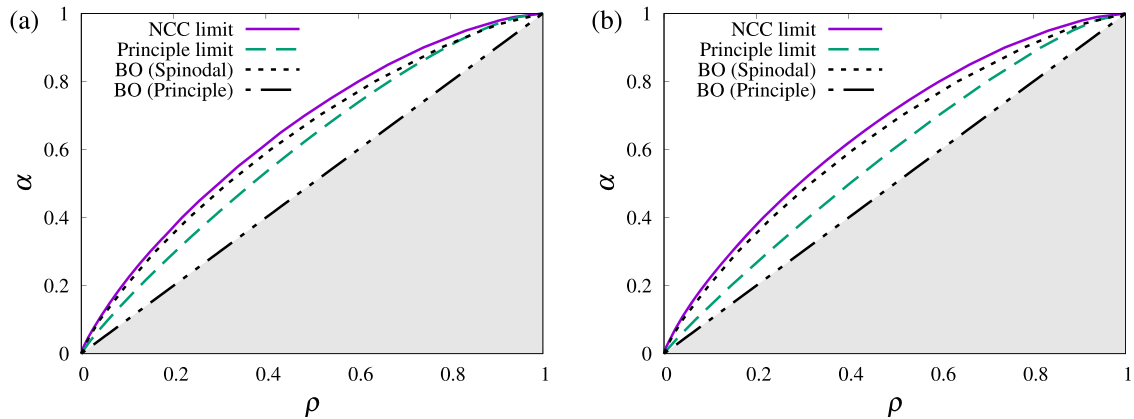 (a)
NCC limit
Principle limit
BO (Spinodal)
BO (Principle)
1
0.8
0.6
0.4
0.2
0
α
0 0.2 0.4 0.6 0.8 1
ρ
(b)
NCC limit
Principle limit
BO (Spinodal)
BO (Principle)
1
0.8
0.6
0.4
0.2
0
α
0 0.2 0.4 0.6 0.8 1
ρ